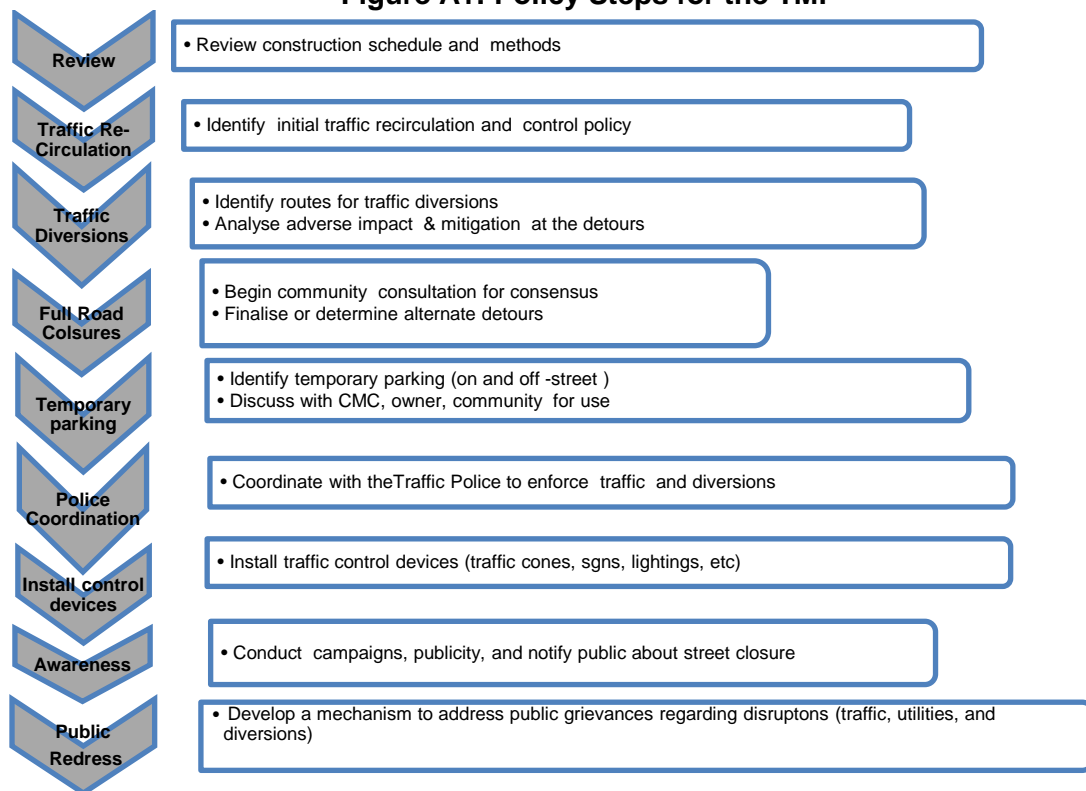 Figure A1: Policy Steps for the TMP
Review
• Review construction schedule and methods
Traffic Re-
Circulation
• Identify initial traffic recirculation and control policy
Traffic
Diversions
• Identify routes for traffic diversions
• Analyse adverse impact & mitigation at the detours
Full Road
Colsures
• Begin community consultation for consensus
• Finalise or determine alternate detours
Temporary
parking
• Identify temporary parking (on and off -street )
• Discuss with CMC, owner, community for use
Police
Coordination
• Coordinate with theTraffic Police to enforce traffic and diversions
Install control
devices
• Install traffic control devices (traffic cones, sgns, lightings, etc)
Awareness
• Conduct campaigns, publicity, and notify public about street closure
Public
Redress
• Develop a mechanism to address public grievances regarding disruptons (traffic, utilities, and
diversions)